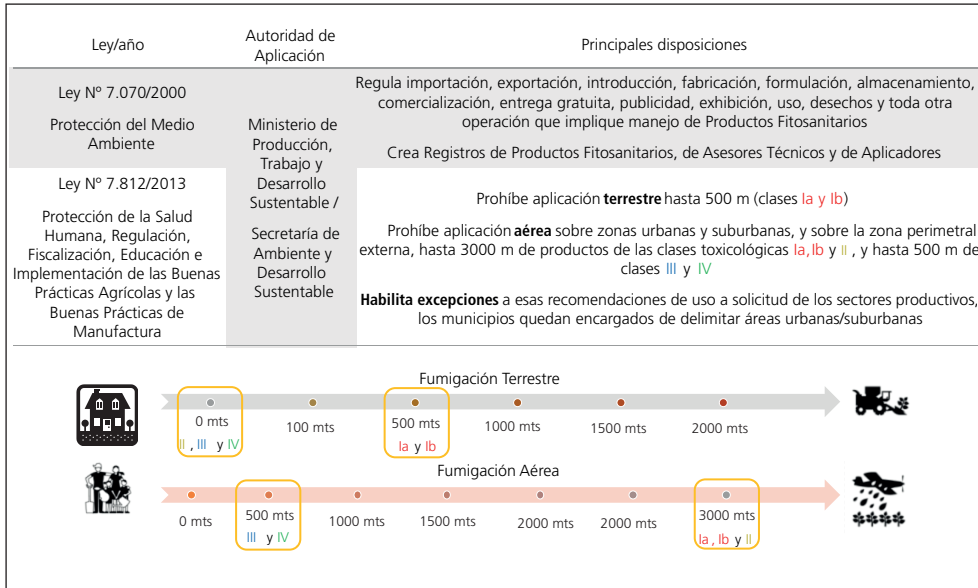 Ley/año
Autoridad de
Aplicación
Principales disposiciones
Ley Nº 7.070/2000
Protección del Medio
Ambiente
Ministerio de
Producción,
Trabajo y
Desarrollo
Sustentable /
Secretaría de
Ambiente y
Desarrollo
Sustentable
Regula importación, exportación, introducción, fabricación, formulación, almacenamiento,
comercialización, entrega gratuita, publicidad, exhibición, uso, desechos y toda otra
operación que implique manejo de Productos Fitosanitarios
Crea Registros de Productos Fitosanitarios, de Asesores Técnicos y de Aplicadores
Ley Nº 7.812/2013
Protección de la Salud
Humana, Regulación,
Fiscalización, Educación e
Implementación de las Buenas
Prácticas Agrícolas y las
Buenas Prácticas de
Manufactura
Prohíbe aplicación terrestre hasta 500 m (clases Ia y Ib)
Prohíbe aplicación aérea sobre zonas urbanas y suburbanas, y sobre la zona perimetral
externa, hasta 3000 m de productos de las clases toxicológicas Ia,Ib y II , y hasta 500 m de
clases III y IV
Habilita excepciones a esas recomendaciones de uso a solicitud de los sectores productivos,
los municipios quedan encargados de delimitar áreas urbanas/suburbanas
Fumigación Terrestre
0 mts 100 mts 500 mts 1000 mts 1500 mts 2000 mts
II , III y IV Ia y Ib
Fumigación Aérea
0 mts 500 mts 1000 mts 1500 mts 2000 mts 2000 mts 3000 mts
III y IV Ia , Ib y II